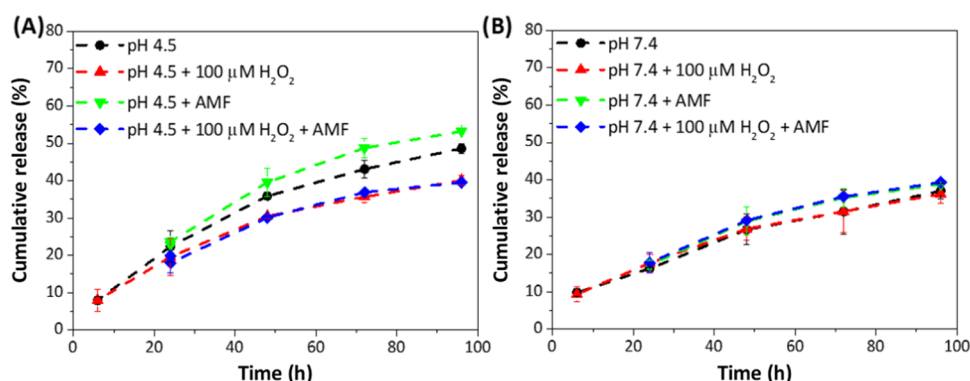 (A)
80
70
60
50
40
30
20
10
0
Cumulative release (%)
pH 4.5
pH 4.5 + 100 μM H₂O₂
pH 4.5 + AMF
pH 4.5 + 100 μM H₂O₂ + AMF
0 20 40 60 80 100
Time (h)
(B)
80
70
60
50
40
30
20
10
0
Cumulative release (%)
pH 7.4
pH 7.4 + 100 μM H₂O₂
pH 7.4 + AMF
pH 7.4 + 100 μM H₂O₂ + AMF
0 20 40 60 80 100
Time (h)